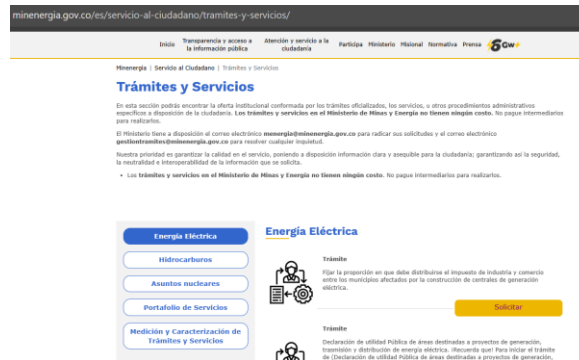 minenergia.gov.co/es/servicio-al-ciudadano/tramites-y-servicios/
Inicio
Transparencia y acceso a
la información pública
Atención y servicio a la
ciudadanía
Participa
Ministerio
Misional
Normativa
Prensa
6GW+
Minenergía | Servicio al Ciudadano | Trámites y Servicios
Trámites y Servicios
En esta sección podrás encontrar la oferta institucional conformada por los trámites oficializados, los servicios, u otros procedimientos administrativos
específicos a disposición de la ciudadanía. Los trámites y servicios en el Ministerio de Minas y Energía no tienen ningún costo. No pague intermediarios
para realizarlos.
El Ministerio tiene a disposición el correo electrónico menergia@minenergia.gov.co para radicar sus solicitudes y el correo electrónico
gestiontramites@minenergia.gov.co para resolver cualquier inquietud.
Nuestra prioridad es garantizar la calidad en el servicio, poniendo a disposición información clara y asequible para la ciudadanía; garantizando así la seguridad,
la neutralidad e interoperabilidad de la información que se solicita.
• Los trámites y servicios en el Ministerio de Minas y Energía no tienen ningún costo. No pague intermediarios para realizarlos.
Energía Eléctrica
Hidrocarburos
Asuntos nucleares
Portafolio de Servicios
Medición y Caracterización de
Trámites y Servicios
Energía Eléctrica
Trámite
Fijar la proporción en que debe distribuirse el impuesto de industria y comercio
entre los municipios afectados por la construcción de centrales de generación
eléctrica.
Solicitar
Trámite
Declaración de utilidad Pública de áreas destinadas a proyectos de generación,
trasmisión y distribución de energía eléctrica. ¡Recuerda que! Para iniciar el trámite
de (Declaración de utilidad Pública de áreas destinadas a proyectos de generación,